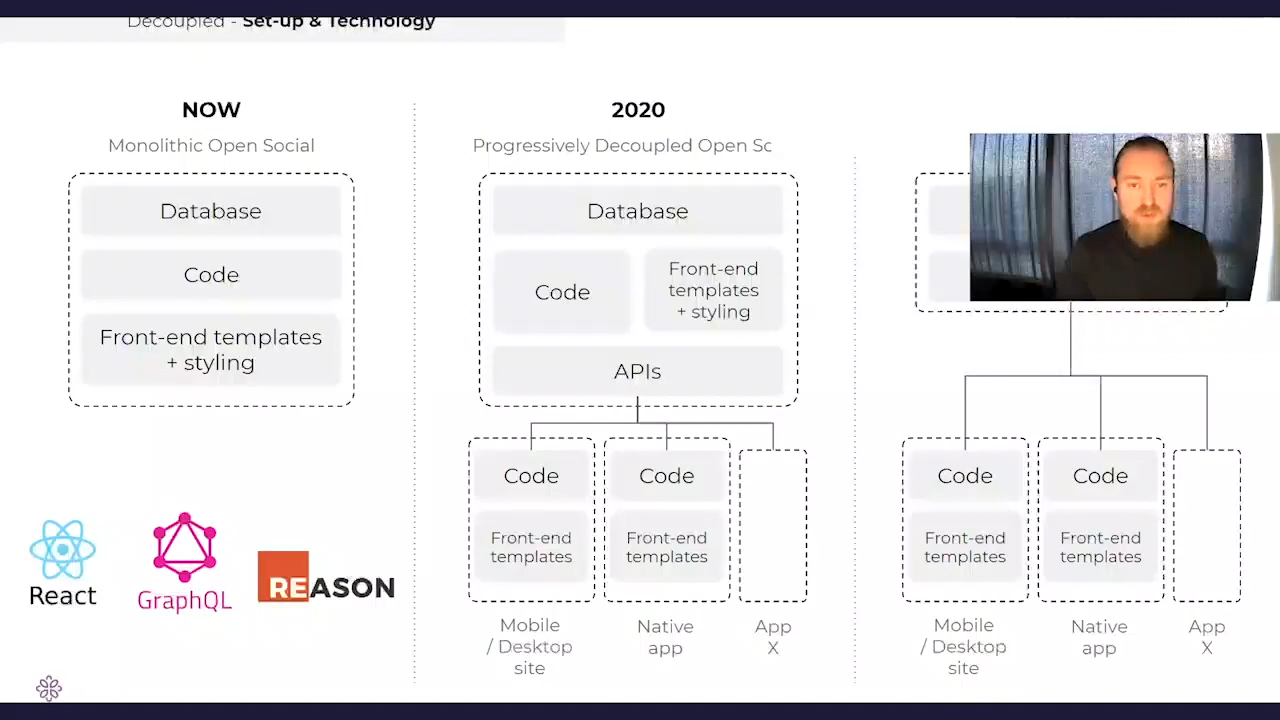 Decoupled - Set-up & Technology
NOW
Monolithic Open Social
Database
Code
Front-end templates
+ styling
React
GraphQL
REASON
2020
Progressively Decoupled Open Sc
Database
Code
Front-end
templates
+ styling
APIs
Code
Front-end
templates
Mobile
/ Desktop
site
Code
Front-end
templates
Native
app
App
X
Code
Front-end
templates
Mobile
/ Desktop
site
Code
Front-end
templates
Native
app
App
X